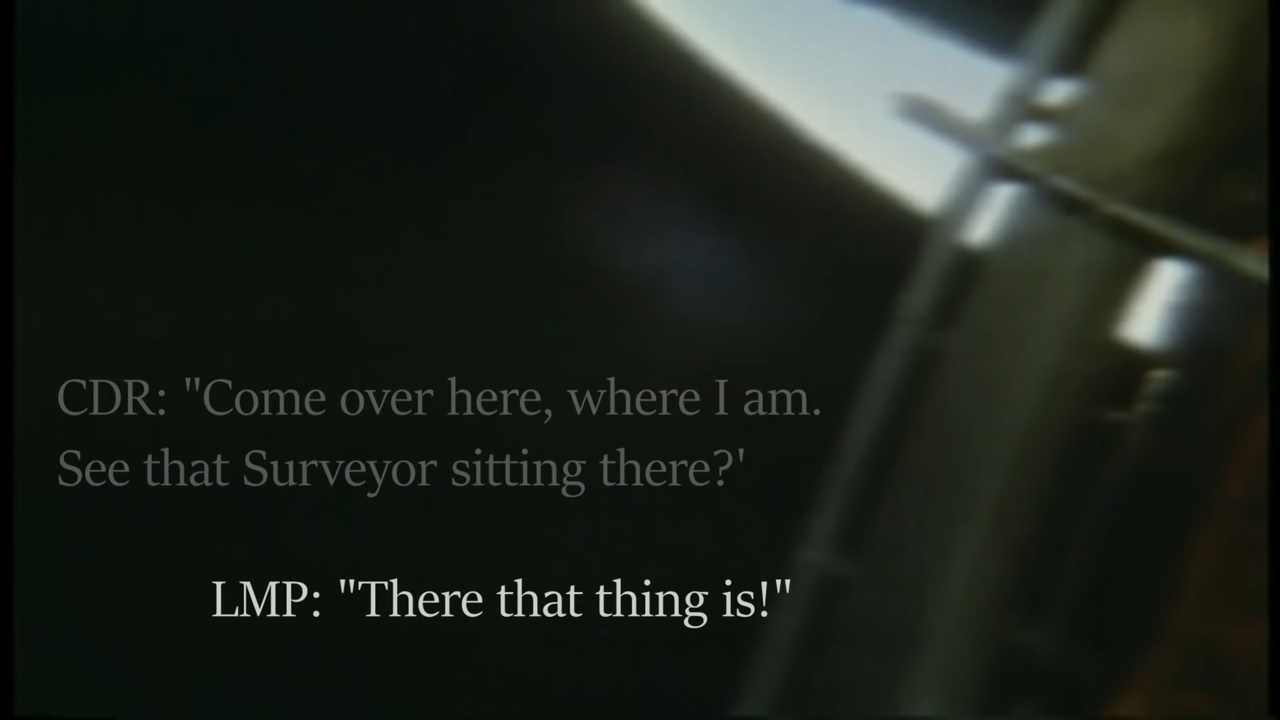 CDR: "Come over here, where I am.
See that Surveyor sitting there?'
LMP: "There that thing is!"